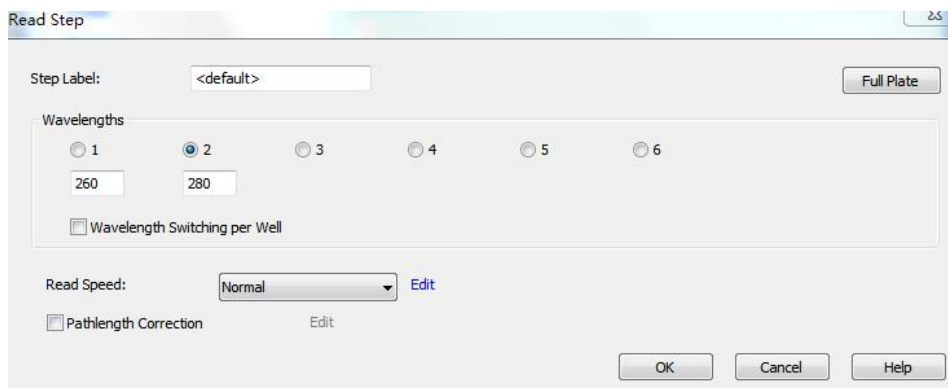 Read Step
Step Label: <default> Full Plate
Wavelengths
1 2 3 4 5 6
260 280
Wavelength Switching per Well
Read Speed: Normal Edit
Pathlength Correction Edit
OK Cancel Help